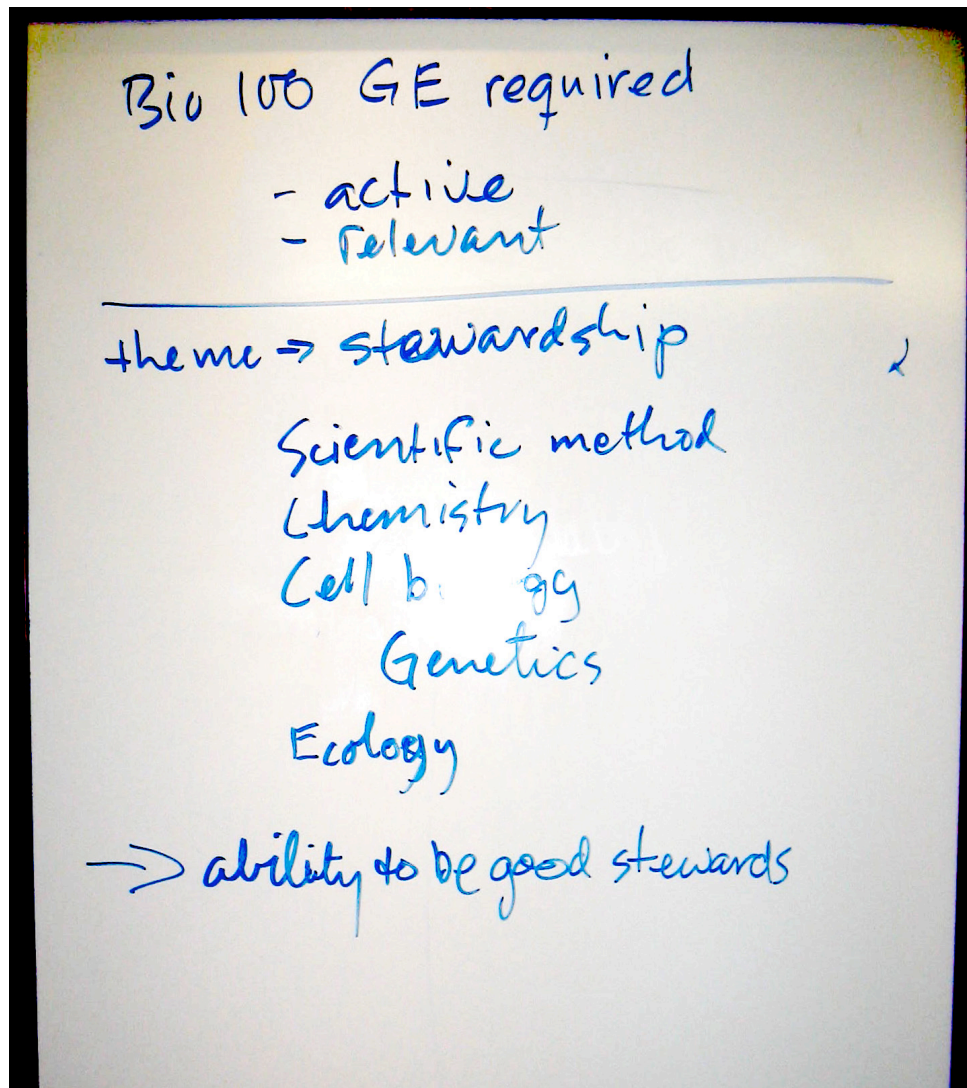 Bio 100 GE required
- active
- relevant
theme => stewardship
Scientific method
Chemistry
Cell
Genetics
Ecology
→ ability to be good stewards